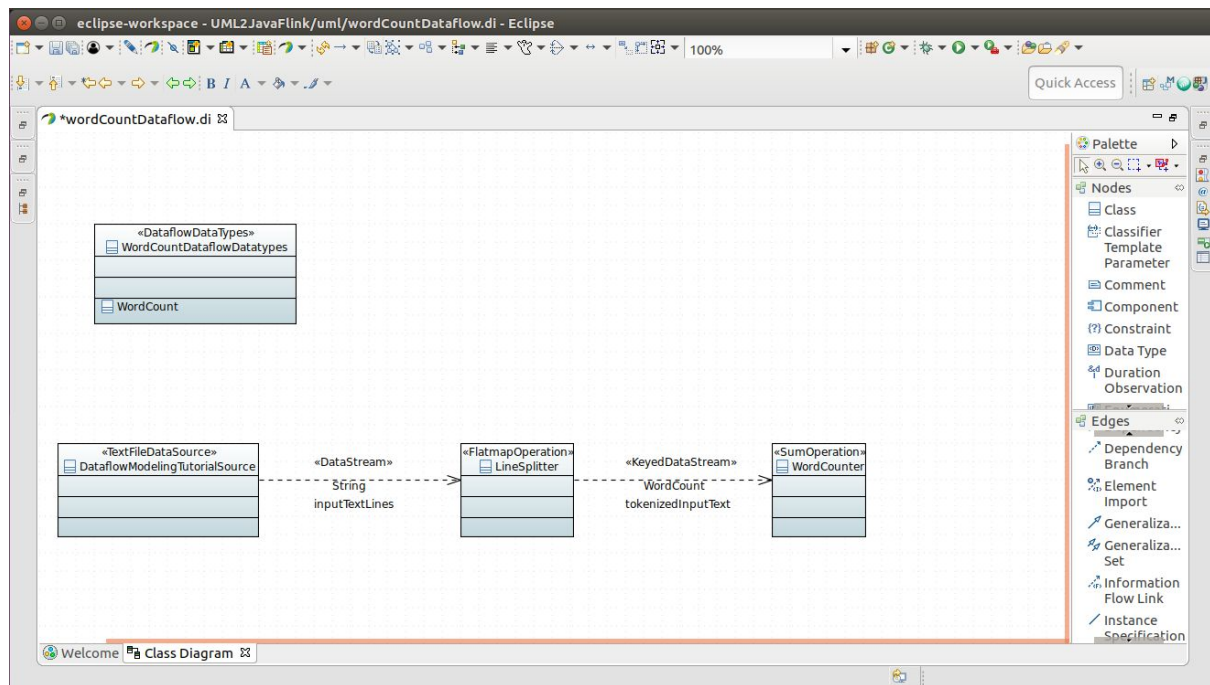 eclipse-workspace - UML2JavaFlink/uml/wordCountDataflow.di - Eclipse
100%
B I A
Quick Access
*wordCountDataflow.di
«DataflowDataTypes»
WordCountDataflowDatatypes
WordCount
«TextFileDataSource»
DataflowModelingTutorialSource
«DataStream»
String
inputTextLines
«FlatmapOperation»
LineSplitter
«KeyedDataStream»
WordCount
tokenizedInputText
«SumOperation»
WordCounter
Palette
Nodes
Class
Classifier
Template
Parameter
Comment
Component
Constraint
Data Type
Duration
Observation
Edges
Dependency
Branch
Element
Import
Generaliza...
Generaliza...
Set
Information
Flow Link
Instance
Specification
Welcome
Class Diagram